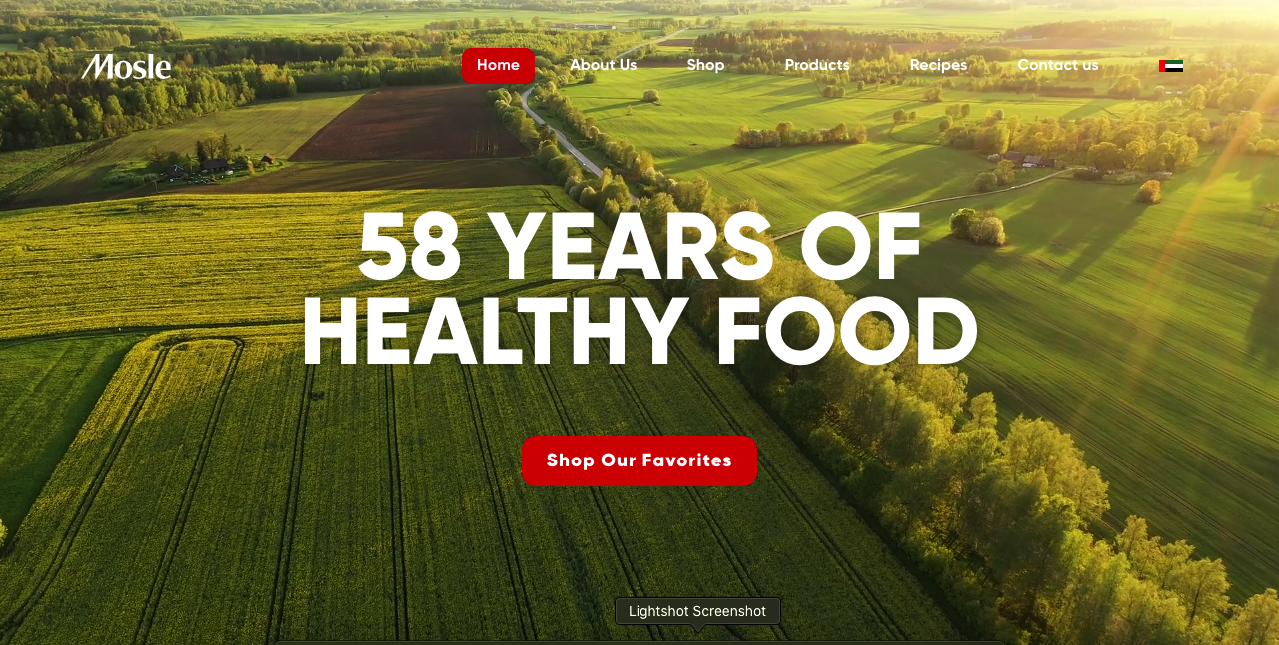 Mosle
Home
About Us
Shop
Products
Recipes
Contact us
58 YEARS OF
HEALTHY FOOD
Shop Our Favorites
Lightshot Screenshot